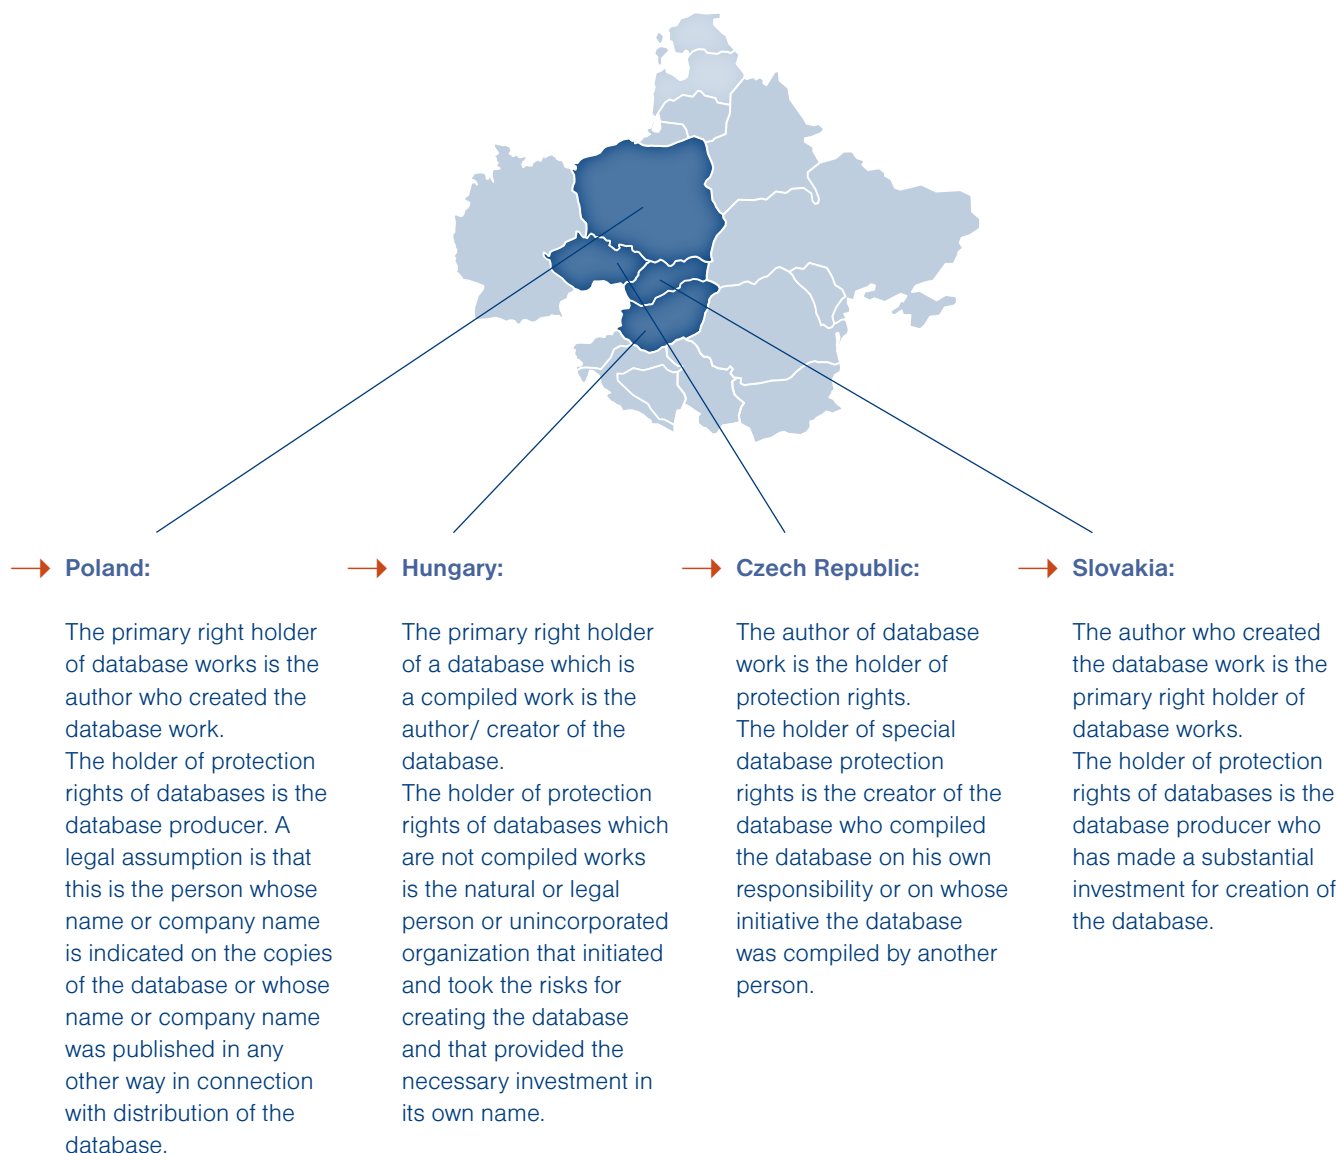 Poland:
The primary right holder
of database works is the
author who created the
database work.
The holder of protection
rights of databases is the
database producer. A
legal assumption is that
this is the person whose
name or company name
is indicated on the copies
of the database or whose
name or company name
was published in any
other way in connection
with distribution of the
database.
Hungary:
The primary right holder
of a database which is
a compiled work is the
author/ creator of the
database.
The holder of protection
rights of databases which
are not compiled works
is the natural or legal
person or unincorporated
organization that initiated
and took the risks for
creating the database
and that provided the
necessary investment in
its own name.
Czech Republic:
The author of database
work is the holder of
protection rights.
The holder of special
database protection
rights is the creator of the
database who compiled
the database on his own
responsibility or on whose
initiative the database
was compiled by another
person.
Slovakia:
The author who created
the database work is the
primary right holder of
database works.
The holder of protection
rights of databases is the
database producer who
has made a substantial
investment for creation of
the database.